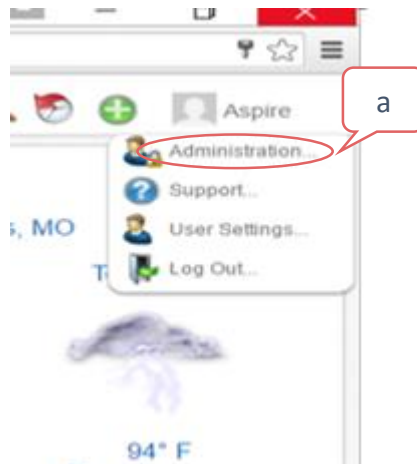 Aspire
a
Administration...
Support...
User Settings...
Log Out...
s, MO
94° F